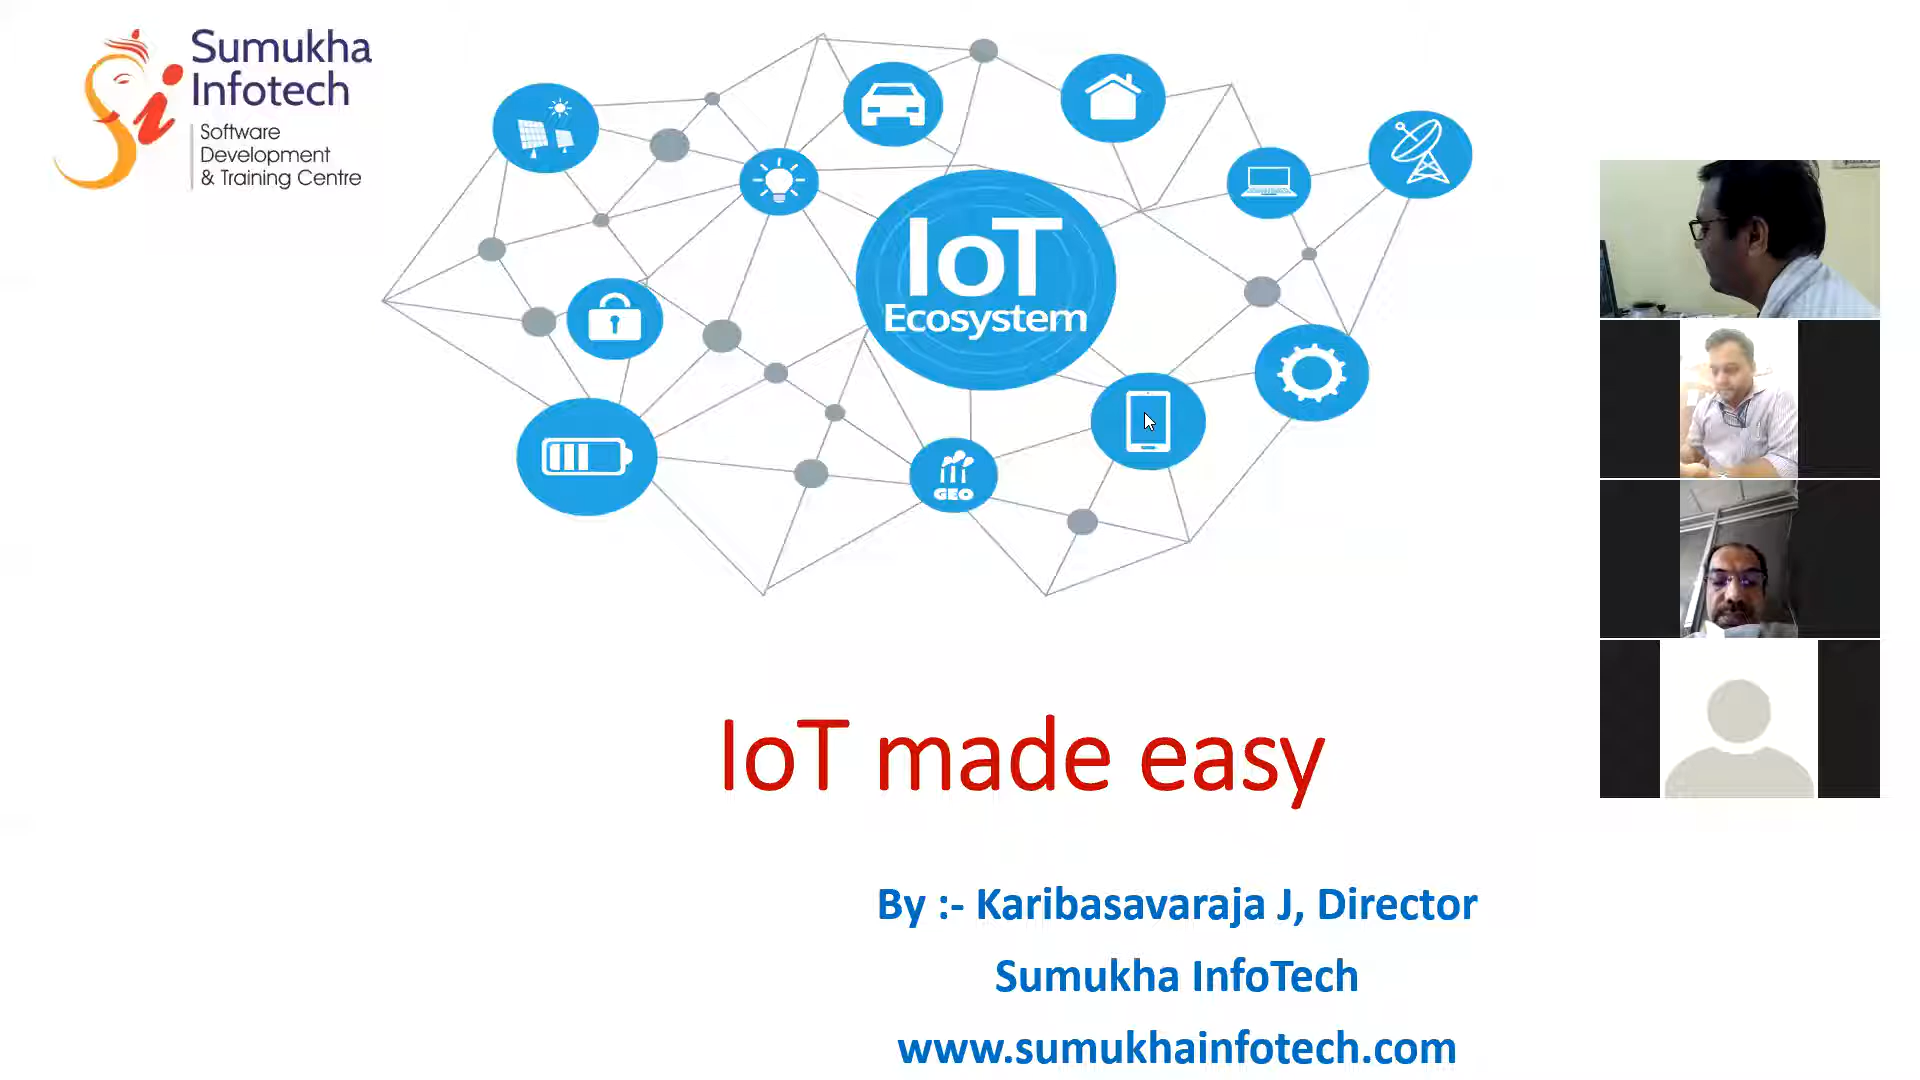 Sumukha
Infotech
Software
Development
& Training Centre
IoT
Ecosystem
GEO
IoT made easy
By :- Karibasavaraja J, Director
Sumukha InfoTech
www.sumukhainfotech.com